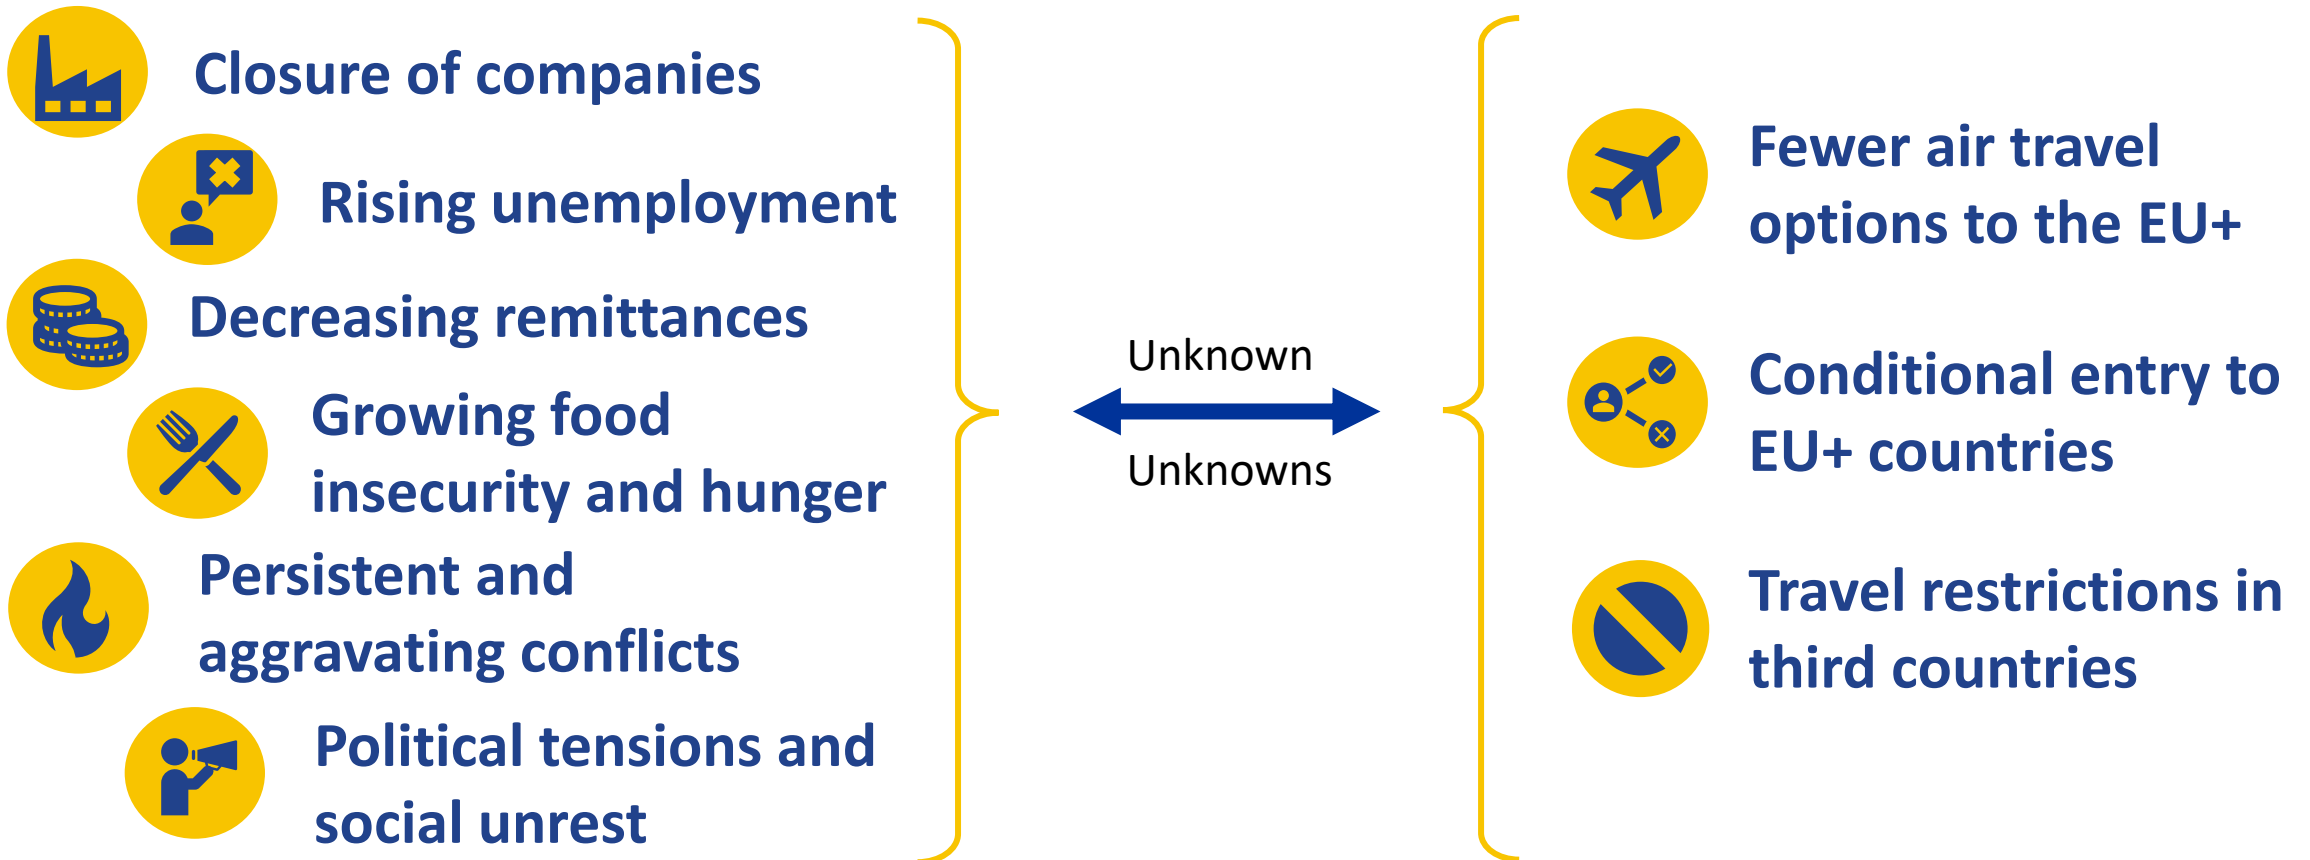 Closure of companies
Rising unemployment
Decreasing remittances
Growing food
insecurity and hunger
Persistent and
aggravating conflicts
Political tensions and
social unrest
Unknown
Unknowns
Fewer air travel
options to the EU+
Conditional entry to
EU+ countries
Travel restrictions in
third countries